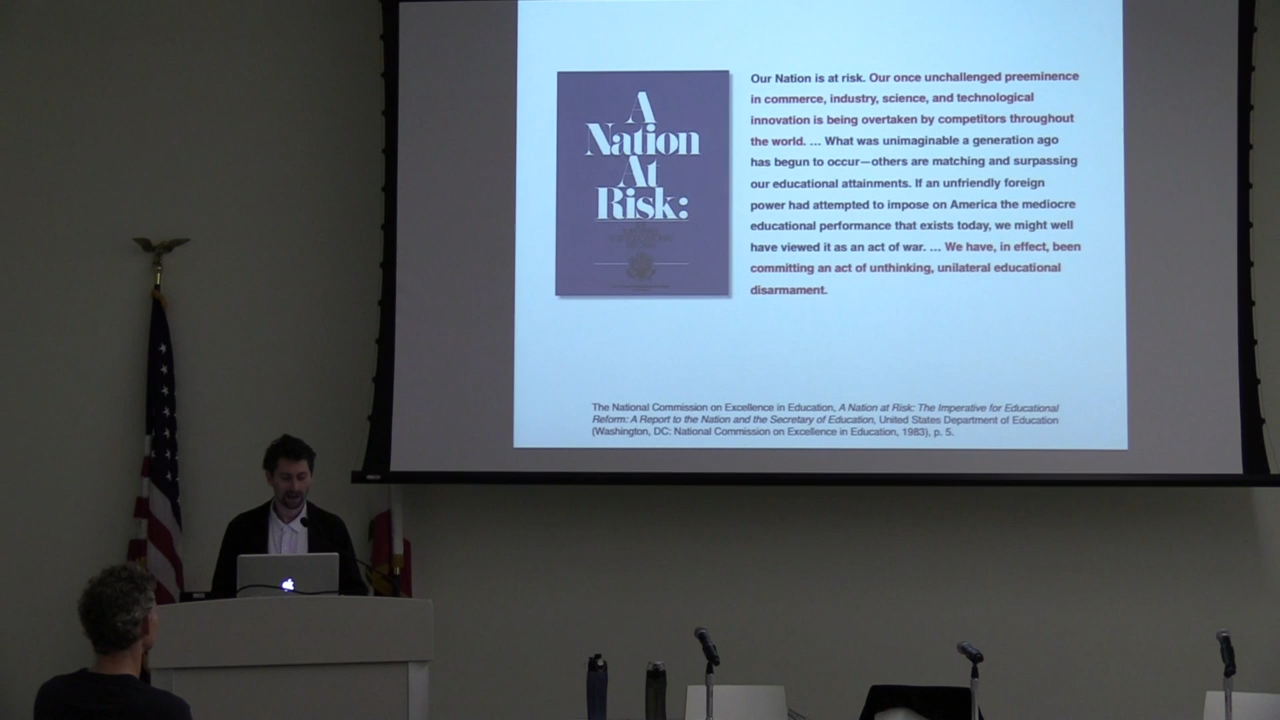 A
Nation
At
Risk:
Our Nation is at risk. Our once unchallenged preeminence
in commerce, industry, science, and technological
innovation is being overtaken by competitors throughout
the world. ... What was unimaginable a generation ago
has begun to occur—others are matching and surpassing
our educational attainments. If an unfriendly foreign
power had attempted to impose on America the mediocre
educational performance that exists today, we might well
have viewed it as an act of war. ... We have, in effect, been
committing an act of unthinking, unilateral educational
disarmament.
The National Commission on Excellence in Education, A Nation at Risk: The Imperative for Educational
Reform: A Report to the Nation and the Secretary of Education, United States Department of Education
(Washington, DC: National Commission on Excellence in Education, 1983), p. 5.